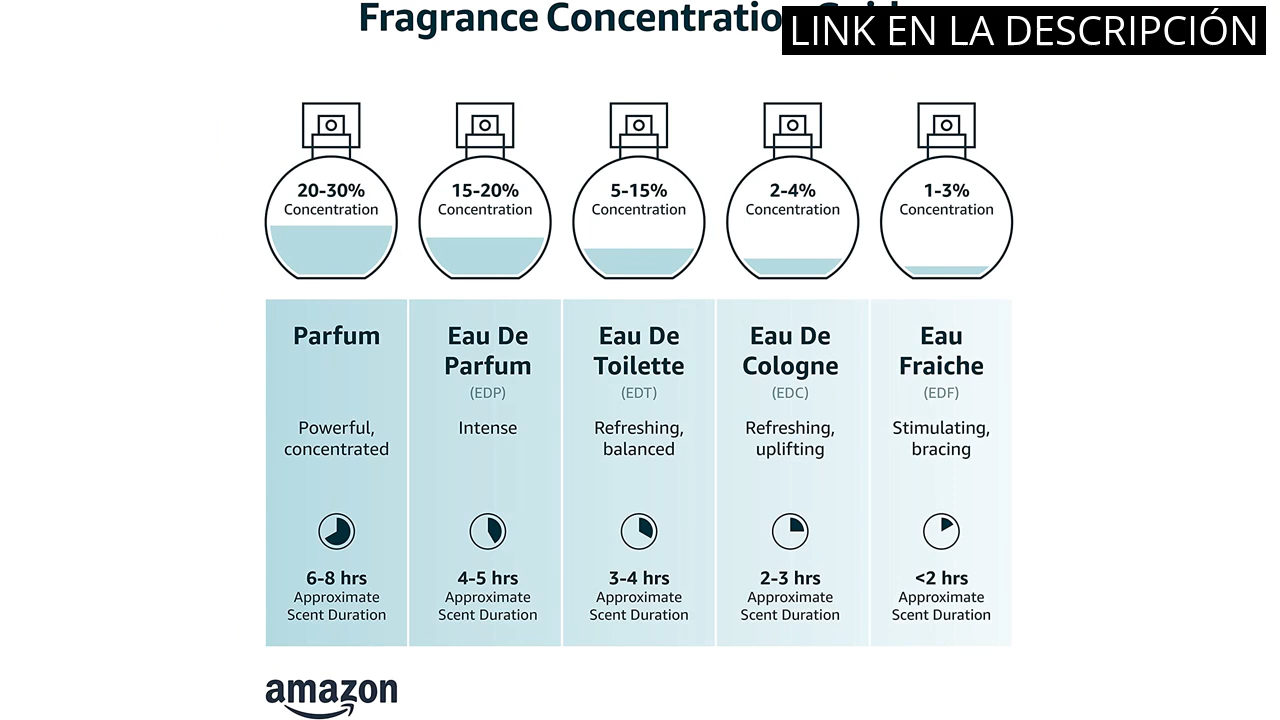 Fragrance Concentration
LINK EN LA DESCRIPCIÓN
20-30%
Concentration
15-20%
Concentration
5-15%
Concentration
2-4%
Concentration
1-3%
Concentration
Parfum
Powerful,
concentrated
6-8 hrs
Approximate
Scent Duration
Eau De
Parfum
(EDP)
Intense
4-5 hrs
Approximate
Scent Duration
Eau De
Toilette
(EDT)
Refreshing,
balanced
3-4 hrs
Approximate
Scent Duration
Eau De
Cologne
(EDC)
Refreshing,
uplifting
2-3 hrs
Approximate
Scent Duration
Eau
Fraiche
(EDF)
Stimulating,
bracing
<2 hrs
Approximate
Scent Duration
amazon